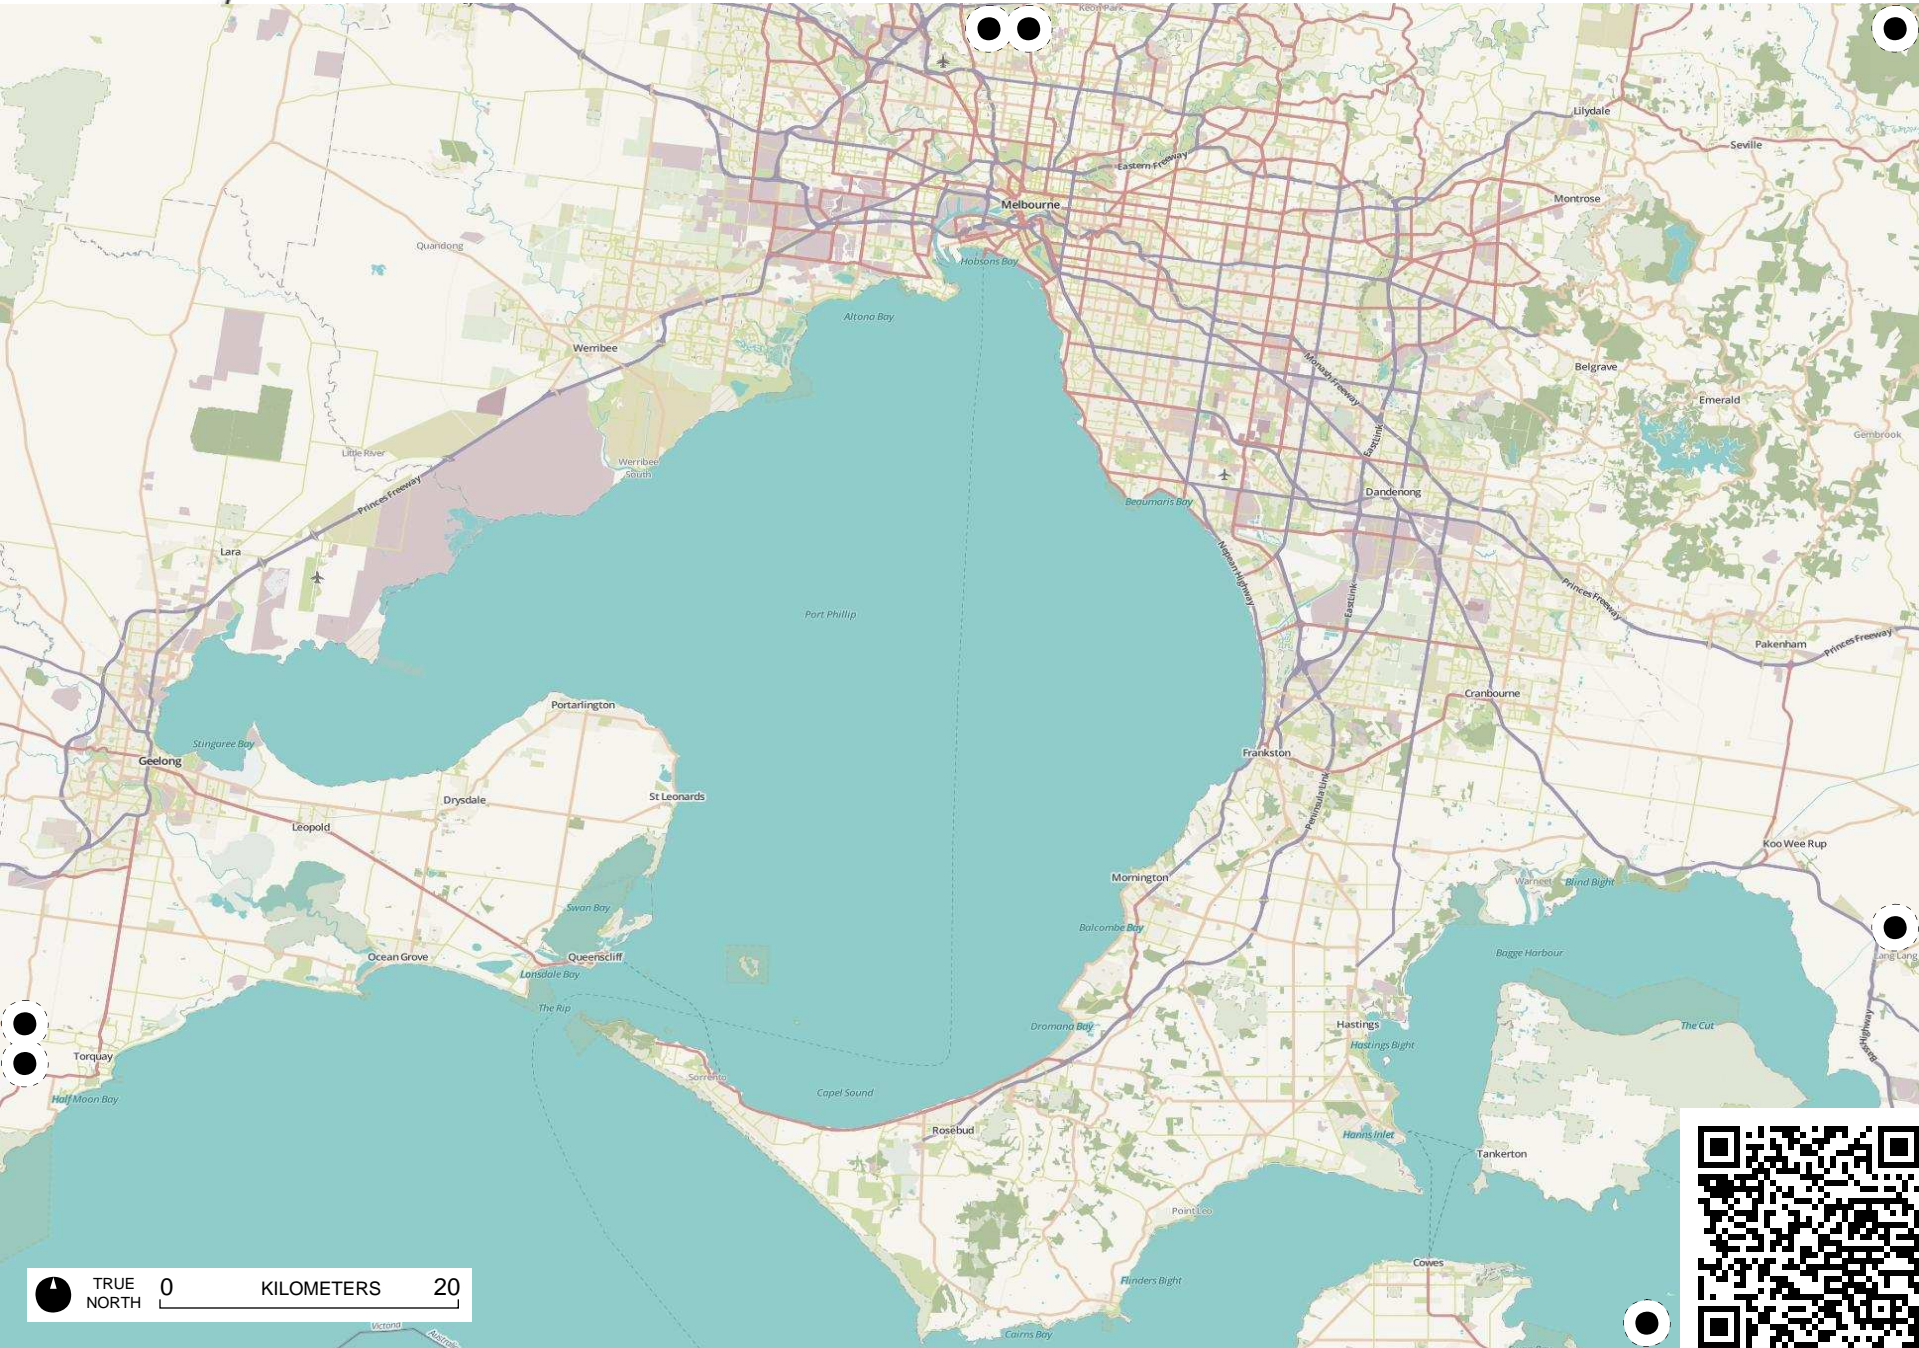 Keon Park
Lilydale
Seville
Eastern Freeway
Montrose
Melbourne
Quandong
Hobsons Bay
Altona Bay
Werribee
Monash Freeway
Belgrave
Emerald
Gembrook
EastLink
Little River
Werribee
South
Princes Freeway
Dandenong
Beaumaris Bay
Lara
Nepean Highway
EastLink
Princes Freeway
Port Phillip
Pakenham
Princes Freeway
Cranbourne
Portarlington
Stingaree Bay
Geelong
Frankston
Drysdale
St Leonards
Peninsula Link
Leopold
Koo Wee Rup
Mornington
Warneet
Blind Bight
Swan Bay
Balcombe Bay
Ocean Grove
Queenscliff
Bagge Harbour
Lang Lang
Lonsdale Bay
The Rip
Dromana Bay
Hastings
The Cut
Hastings Bight
Bass Highway
Torquay
Sorrento
Capel Sound
Half Moon Bay
Rosebud
Hanns Inlet
Tankerton
Point Leo
Cowes
Flinders Bight
TRUE
NORTH
0 KILOMETERS 20
Victoria
Cairns Bay